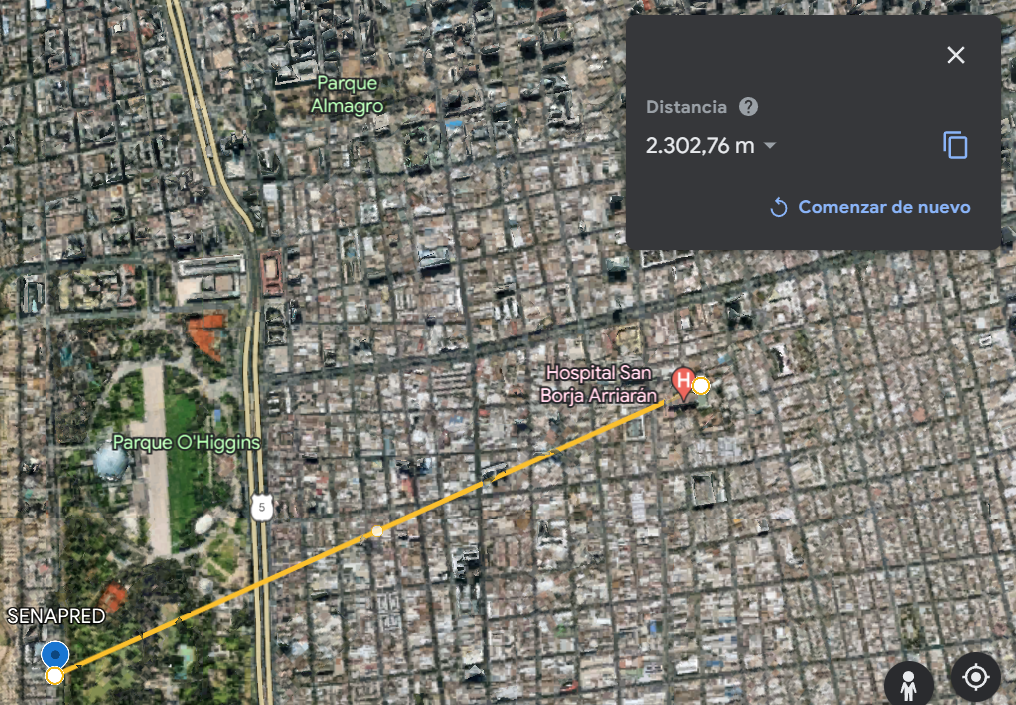 Parque
Almagro
Distancia ?
2.302,76 m
Comenzar de nuevo
Hospital San
Borja Arriarán
H
Parque O'Higgins
5
SENAPRED